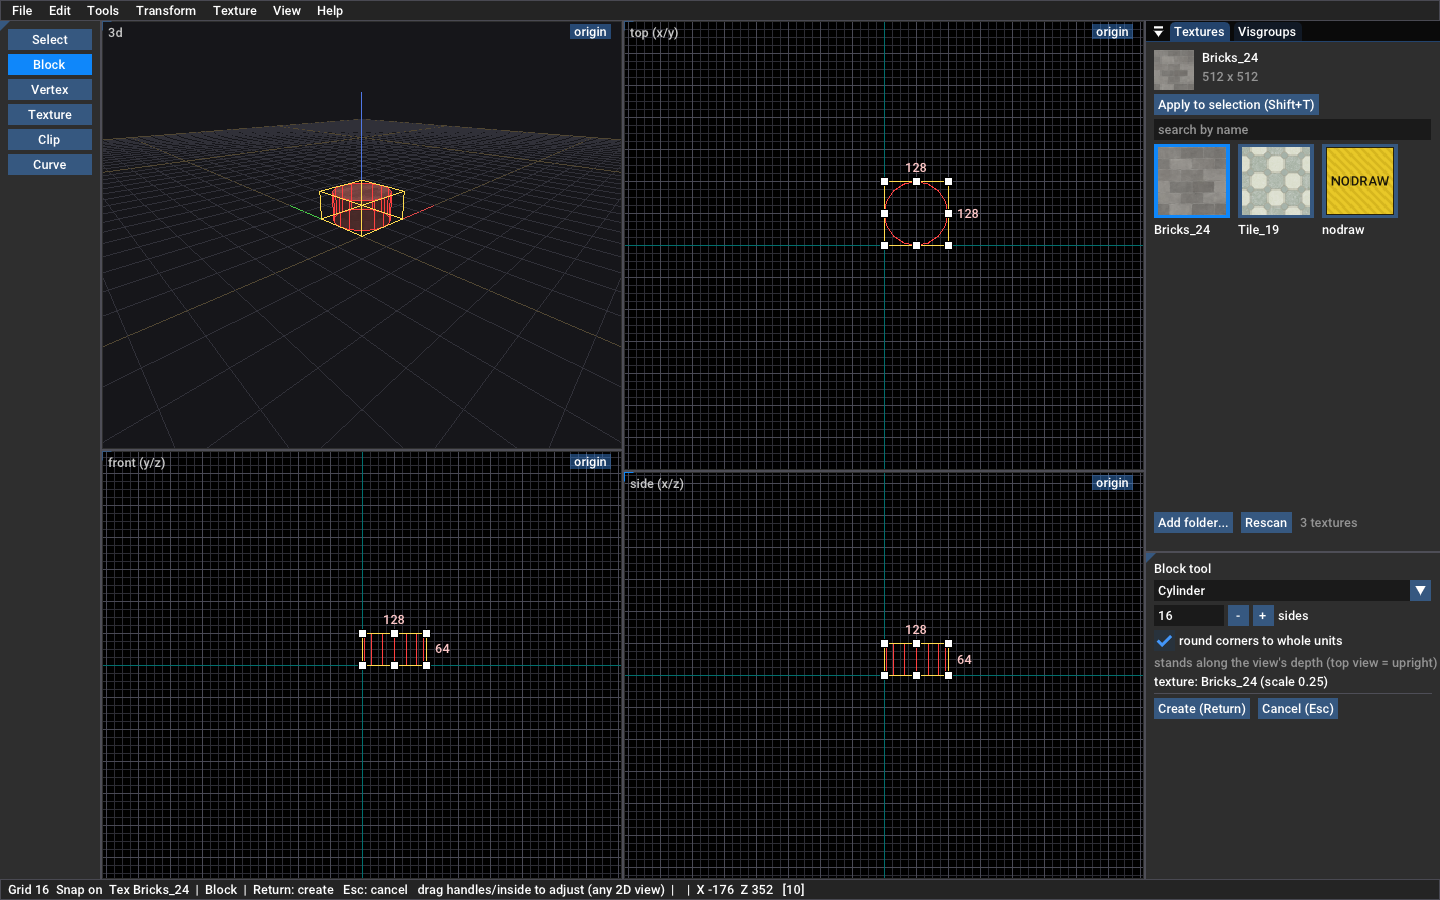 File Edit Tools Transform Texture View Help
Select
Block
Vertex
Texture
Clip
Curve
3d
origin
top (x/y)
origin
128
128
front (y/z)
origin
128
64
side (x/z)
origin
128
64
Textures Visgroups
Bricks_24
512 x 512
Apply to selection (Shift+T)
search by name
NODRAW
Bricks_24 Tile_19 nodraw
Add folder... Rescan 3 textures
Block tool
Cylinder
16 - + sides
round corners to whole units
stands along the view's depth (top view = upright)
texture: Bricks_24 (scale 0.25)
Create (Return) Cancel (Esc)
Grid 16 Snap on Tex Bricks_24 | Block | Return: create Esc: cancel drag handles/inside to adjust (any 2D view) | | X -176 Z 352 [10]